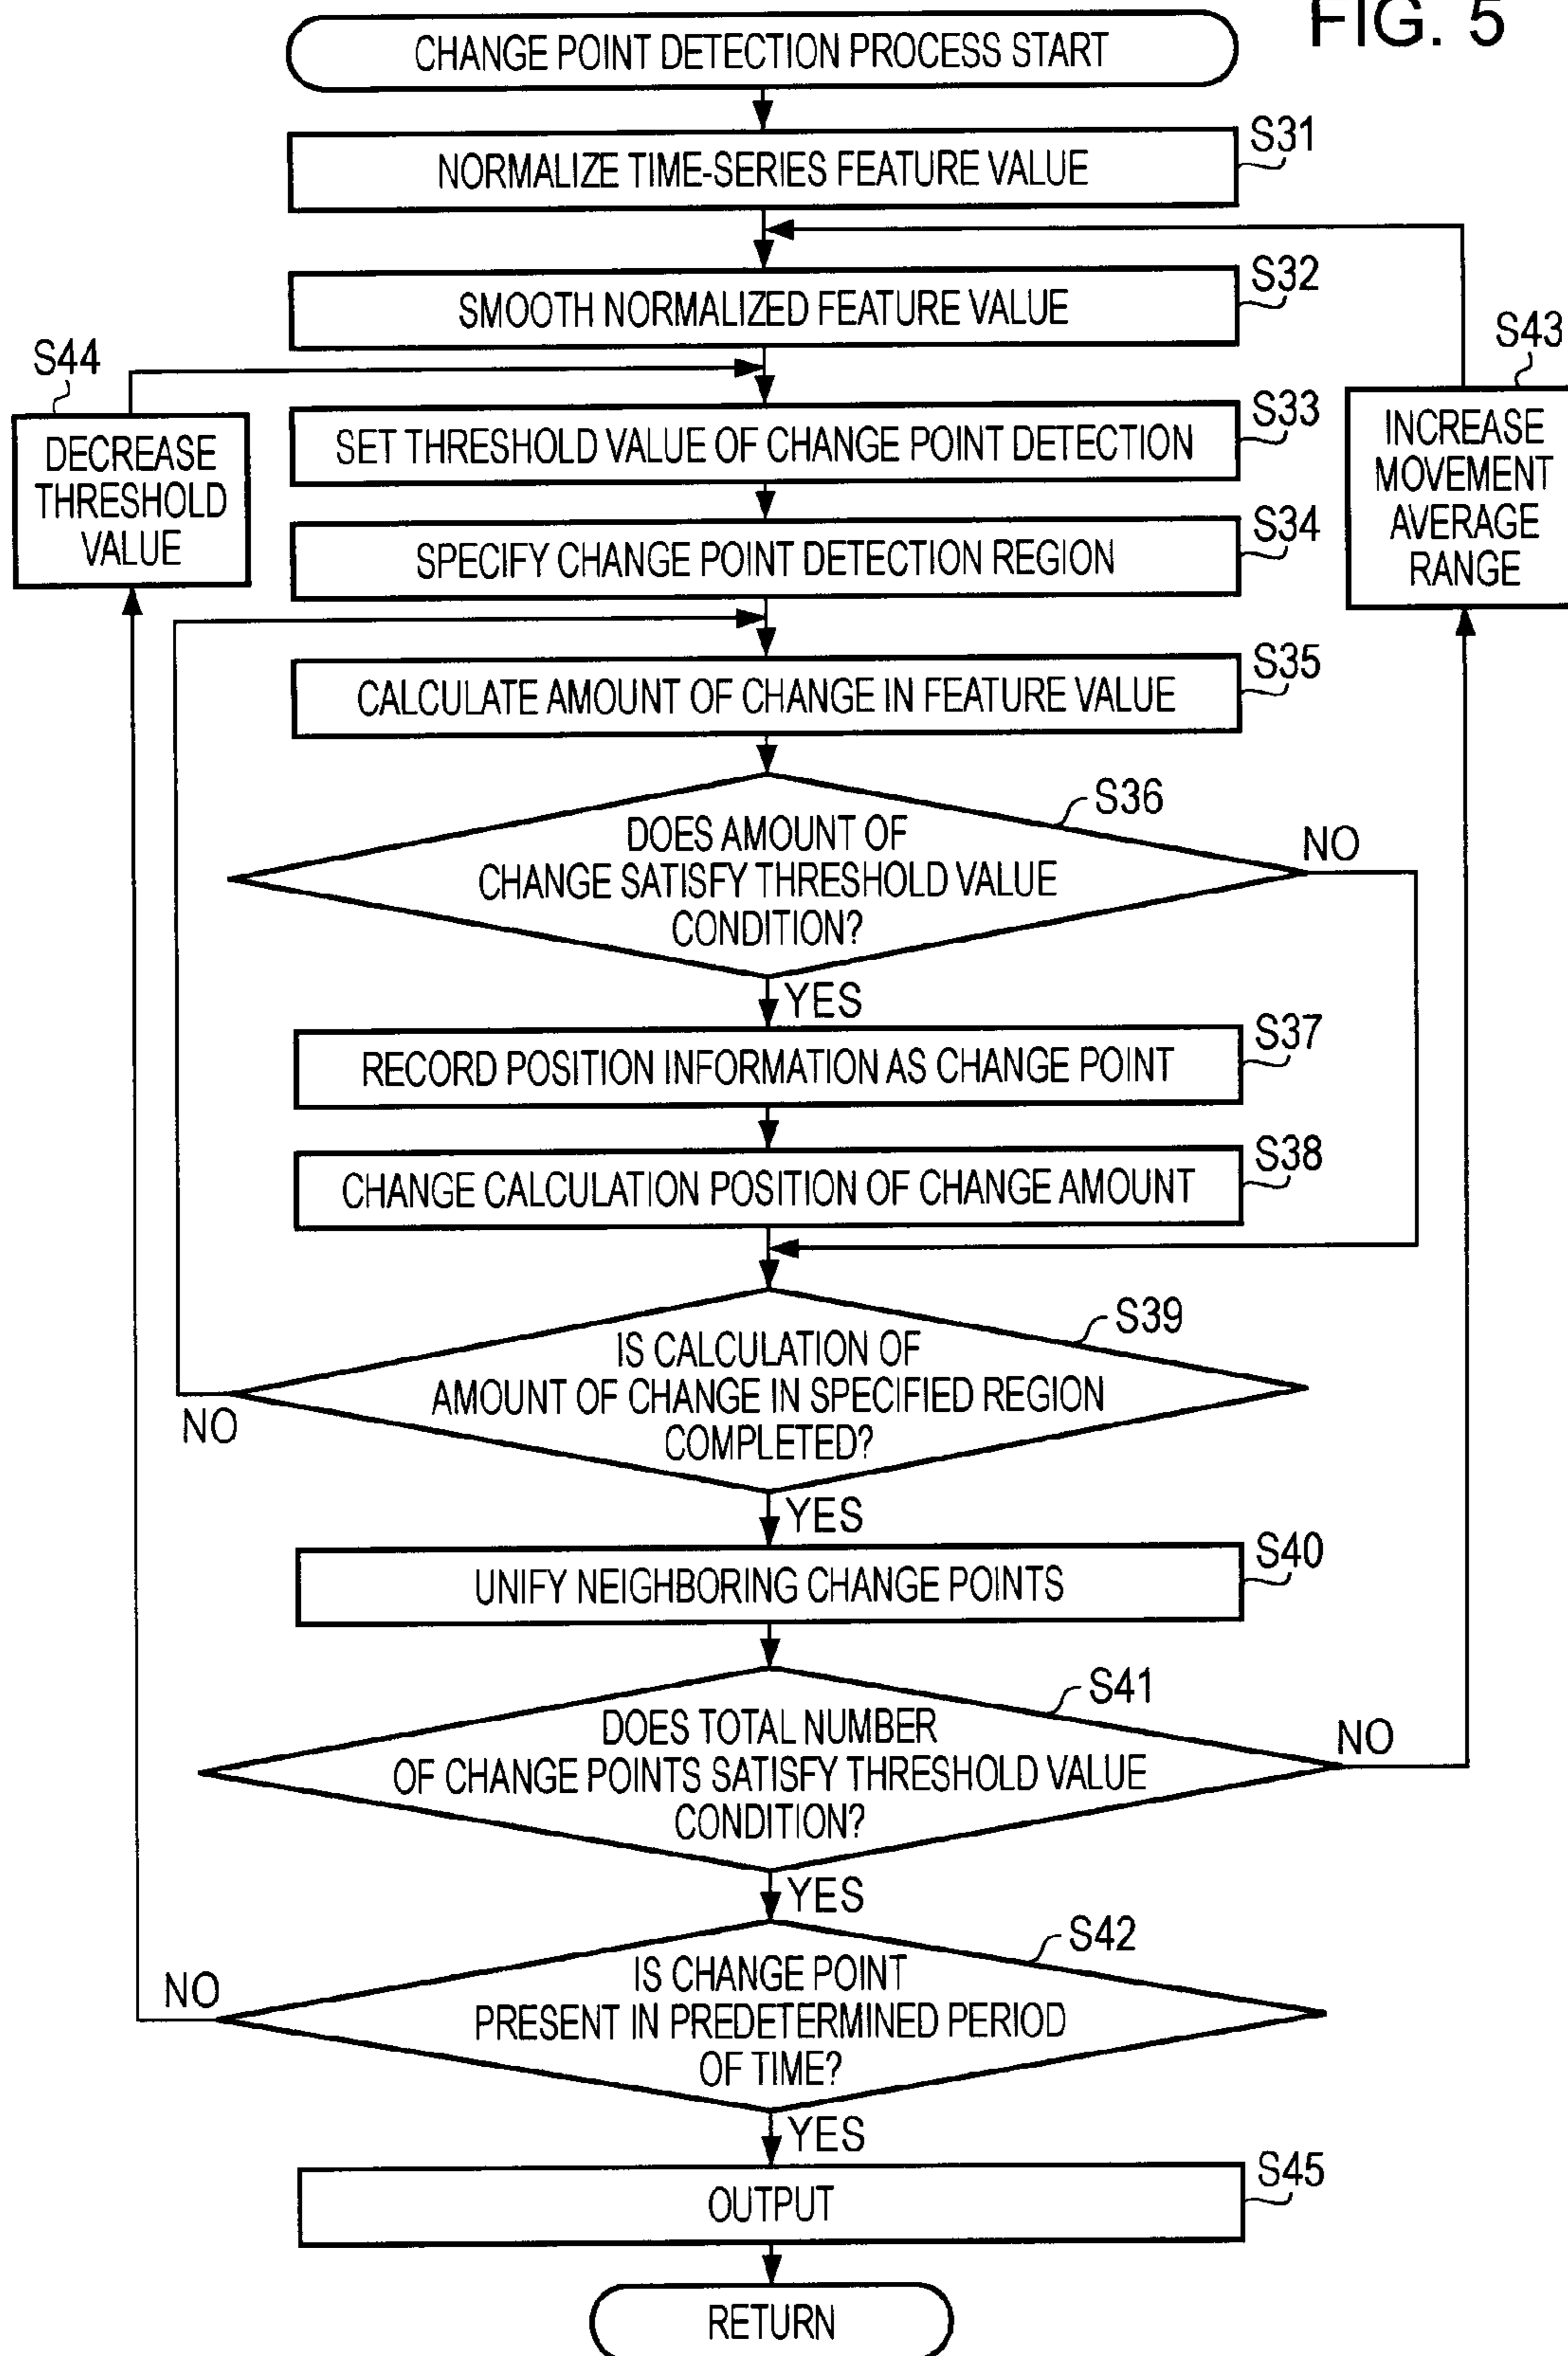 FIG. 5
CHANGE POINT DETECTION PROCESS START
S31
NORMALIZE TIME-SERIES FEATURE VALUE
S32
SMOOTH NORMALIZED FEATURE VALUE
S44
DECREASE
THRESHOLD
VALUE
S43
INCREASE
MOVEMENT
AVERAGE
RANGE
S33
SET THRESHOLD VALUE OF CHANGE POINT DETECTION
S34
SPECIFY CHANGE POINT DETECTION REGION
S35
CALCULATE AMOUNT OF CHANGE IN FEATURE VALUE
S36
DOES AMOUNT OF
CHANGE SATISFY THRESHOLD VALUE
CONDITION?
NO
YES
S37
RECORD POSITION INFORMATION AS CHANGE POINT
S38
CHANGE CALCULATION POSITION OF CHANGE AMOUNT
S39
IS CALCULATION OF
AMOUNT OF CHANGE IN SPECIFIED REGION
COMPLETED?
NO
YES
S40
UNIFY NEIGHBORING CHANGE POINTS
S41
DOES TOTAL NUMBER
OF CHANGE POINTS SATISFY THRESHOLD VALUE
CONDITION?
NO
YES
S42
IS CHANGE POINT
PRESENT IN PREDETERMINED PERIOD
OF TIME?
NO
YES
S45
OUTPUT
RETURN